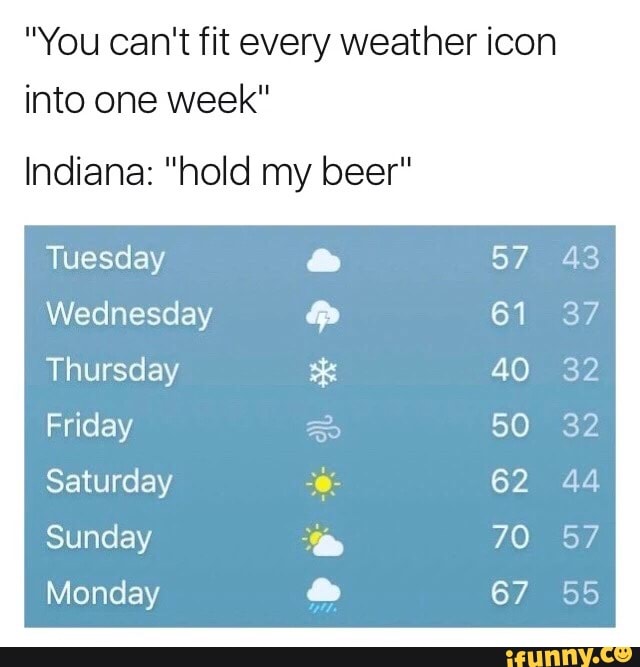 "You can't fit every weather icon
into one week"
Indiana: "hold my beer"
Tuesday 57 43
Wednesday 61 37
Thursday 40 32
Friday 50 32
Saturday 62 44
Sunday 70 57
Monday 67 55
ifunny.co